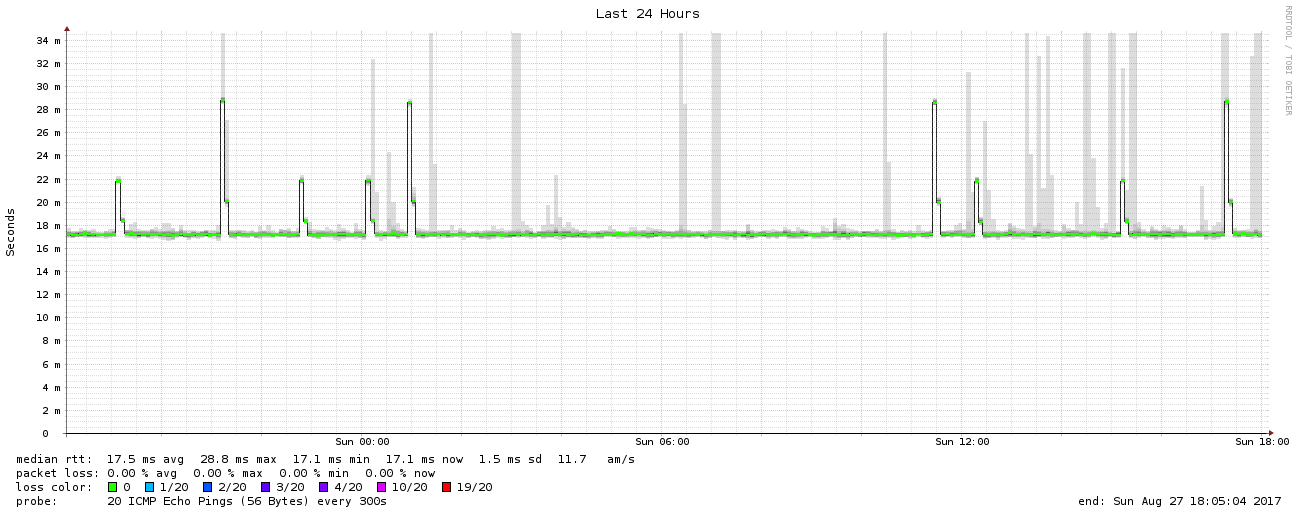 Last 24 Hours
RRDTOOL / TOBI OETIKER
Seconds
34 m
32 m
30 m
28 m
26 m
24 m
22 m
20 m
18 m
16 m
14 m
12 m
10 m
8 m
6 m
4 m
2 m
0
Sun 00:00 Sun 06:00 Sun 12:00 Sun 18:00
median rtt: 17.5 ms avg 28.8 ms max 17.1 ms min 17.1 ms now 1.5 ms sd 11.7 am/s
packet loss: 0.00 % avg 0.00 % max 0.00 % min 0.00 % now
loss color: 0 1/20 2/20 3/20 4/20 10/20 19/20
probe: 20 ICMP Echo Pings (56 Bytes) every 300s end: Sun Aug 27 18:05:04 2017